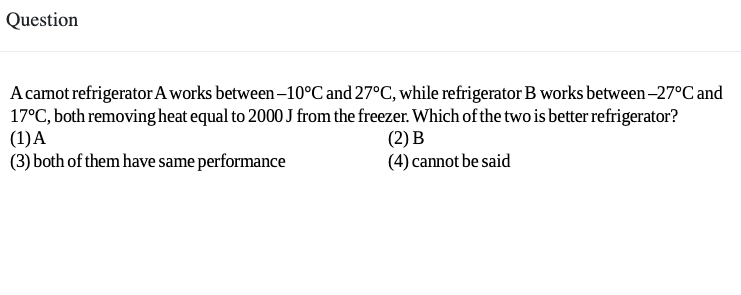 Question
A carnot refrigerator A works between –10°C and 27°C, while refrigerator B works between –27°C and
17°C, both removing heat equal to 2000 J from the freezer. Which of the two is better refrigerator?
(1) A (2) B
(3) both of them have same performance (4) cannot be said